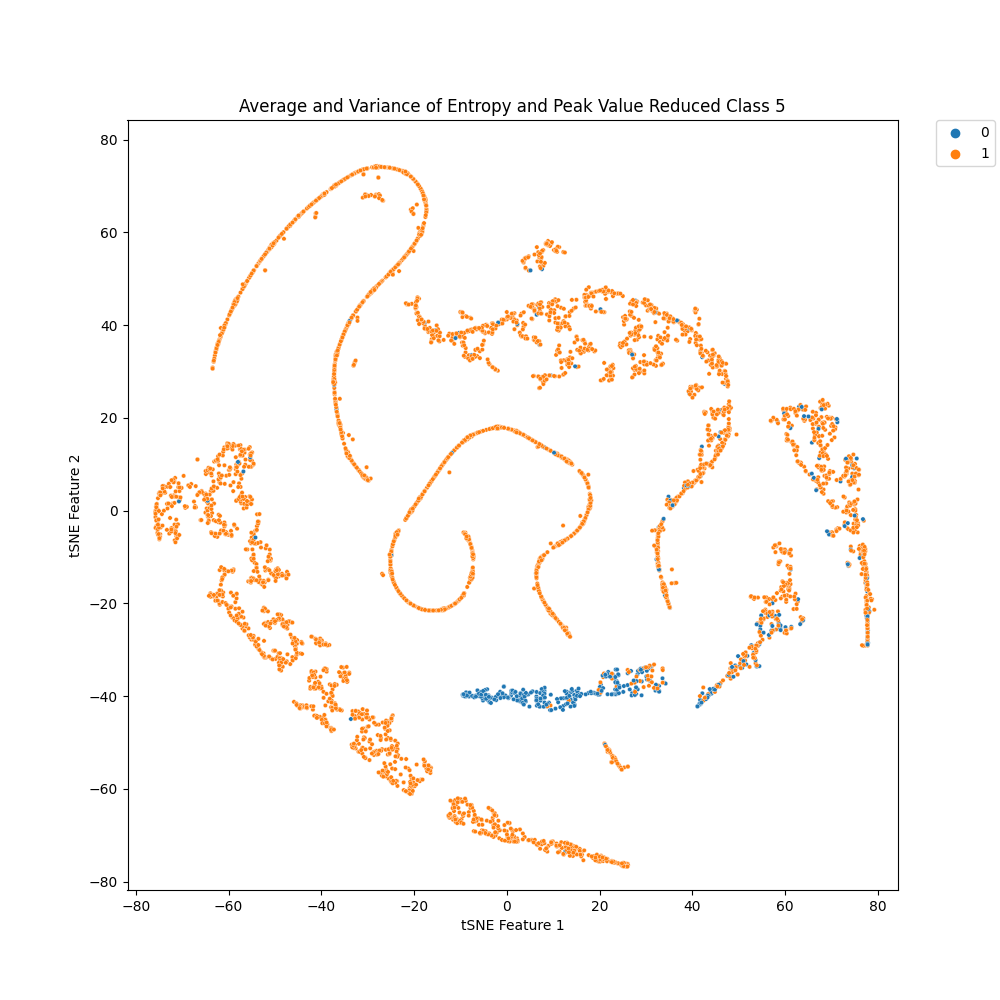 Average and Variance of Entropy and Peak Value Reduced Class 5
0
1
80
60
40
20
0
−20
−40
−60
−80
tSNE Feature 2
−80 −60 −40 −20 0 20 40 60 80
tSNE Feature 1